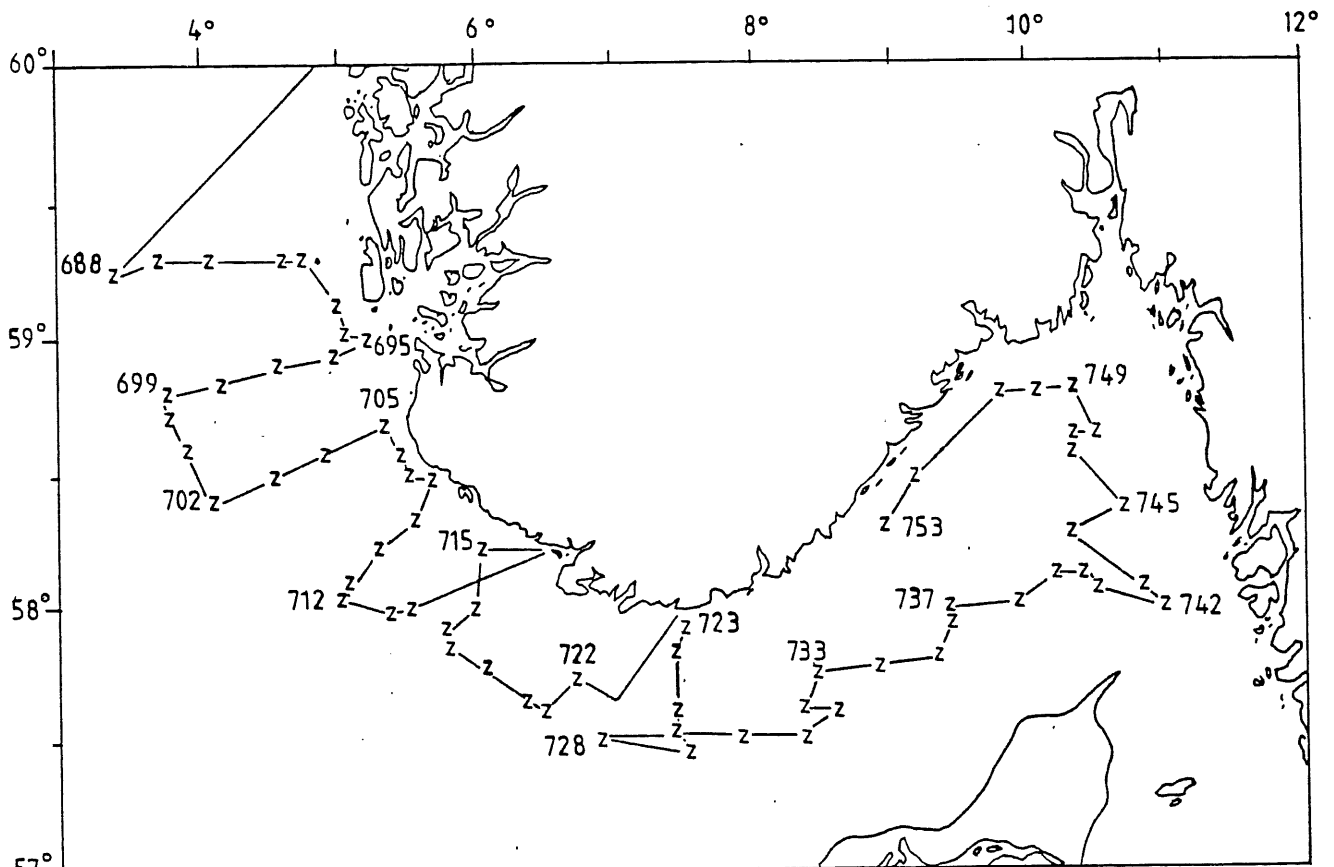 4° 6° 8° 10° 12°
60°
688 Z Z Z Z Z
Z
59° Z Z 695
Z Z Z
699 Z Z 749
Z Z Z
705 Z
Z Z Z
Z Z Z Z
Z Z Z Z
702 Z Z 745
Z Z 753 Z
715 Z
Z
Z Z Z Z Z
712 Z Z 737 Z Z Z 742
58° Z Z Z
Z Z 723 Z
Z Z 733 Z Z
Z 722 Z Z
Z Z
Z Z Z Z Z
728 Z Z Z Z
Z
57°